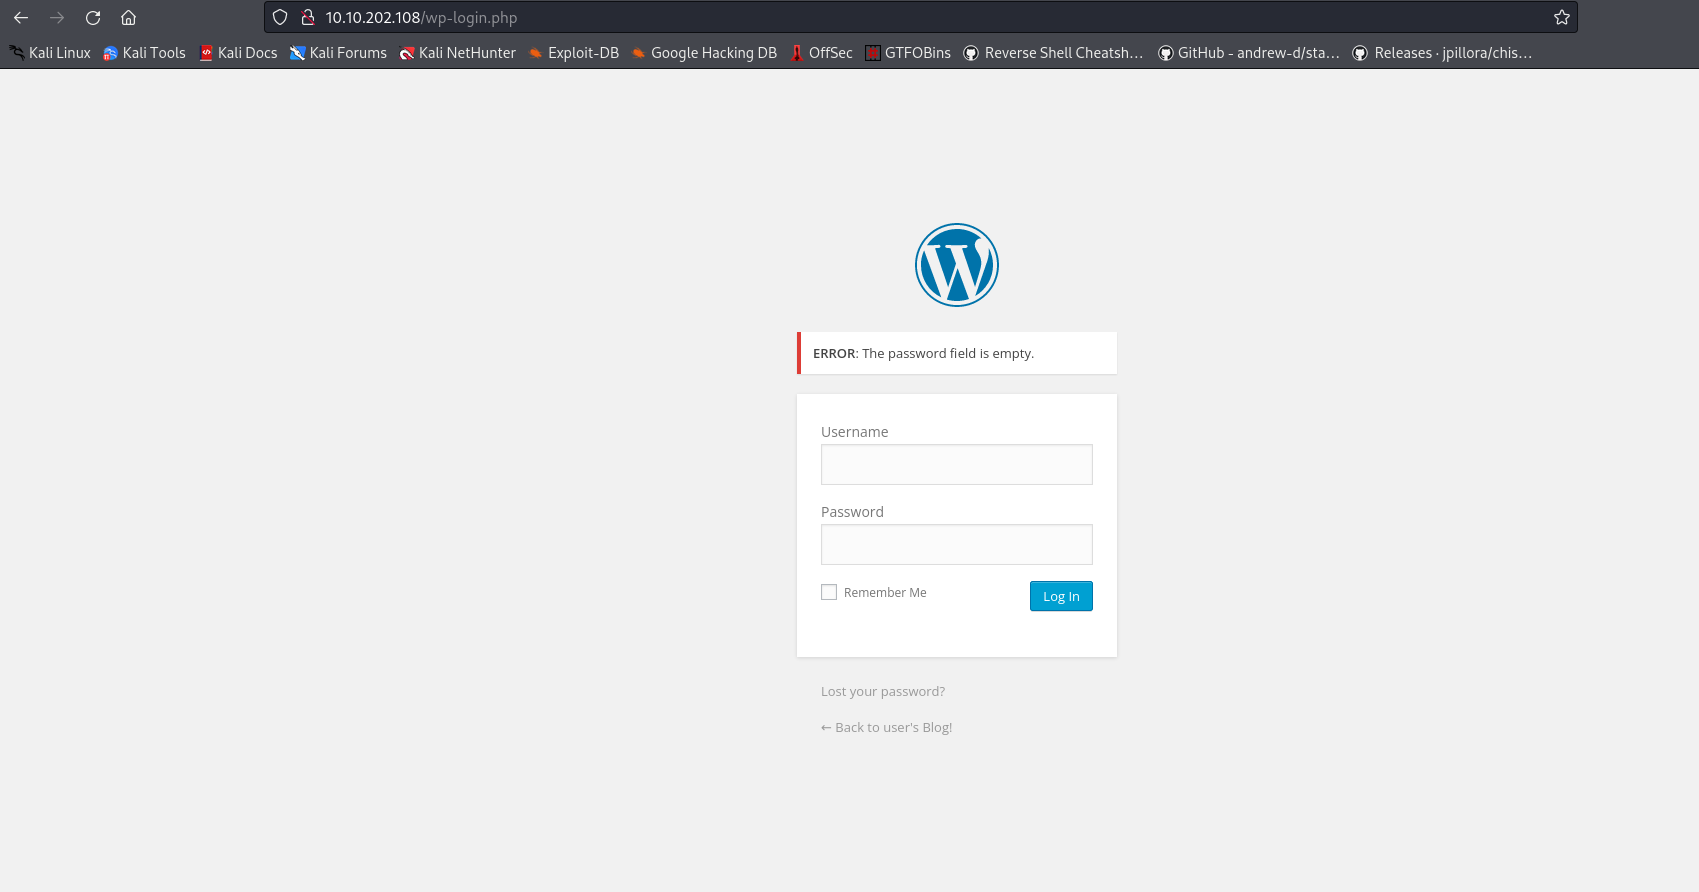 10.10.202.108/wp-login.php
Kali Linux Kali Tools Kali Docs Kali Forums Kali NetHunter Exploit-DB Google Hacking DB OffSec GTFOBins Reverse Shell Cheatsh… GitHub - andrew-d/sta… Releases · jpillora/chis…
ERROR: The password field is empty.
Username
Password
Remember Me Log In
Lost your password?
← Back to user's Blog!